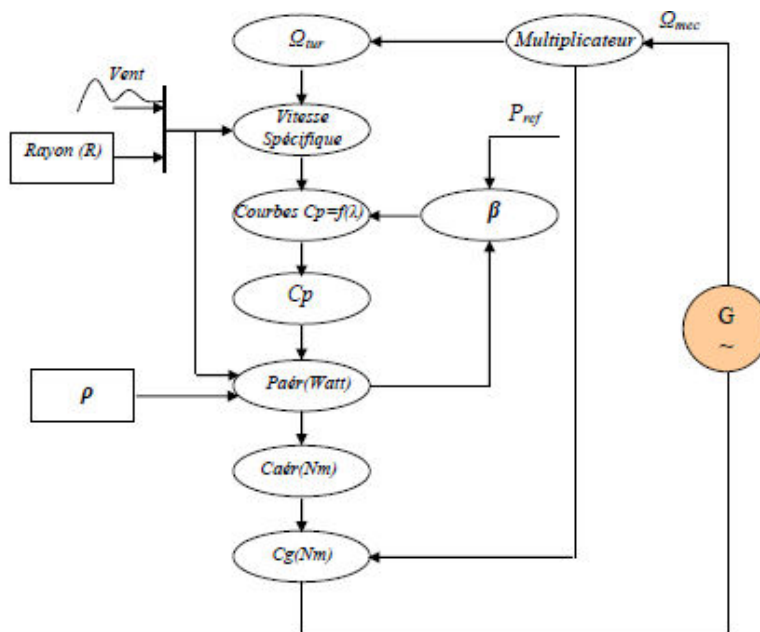 Ω_tur
Multiplicateur
Ω_mec
Vent
Vitesse
Spécifique
P_ref
Rayon (R)
Courbes Cp=f(λ)
β
Cp
G
~
Paér(Watt)
ρ
Caér(Nm)
Cg(Nm)